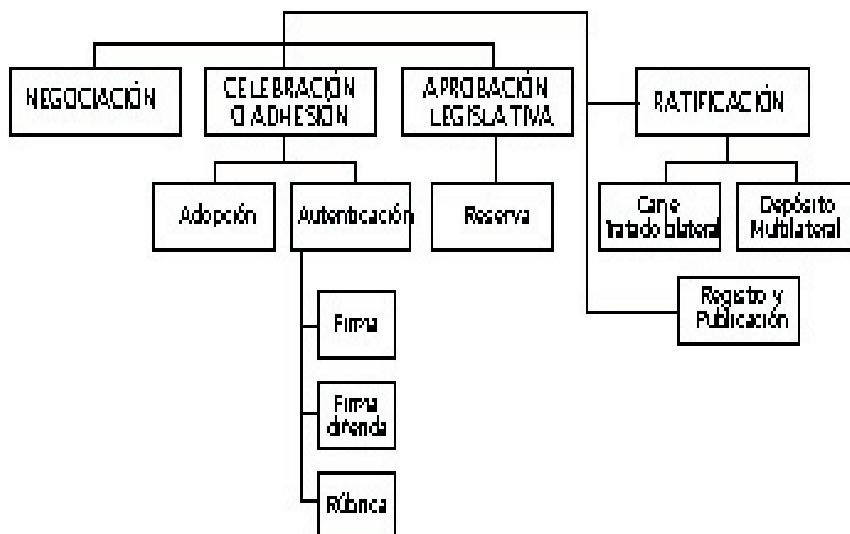 NEGOCIACIÓN
CELEBRACIÓN
O ADHESIÓN
APROBACIÓN
LEGISLATIVA
RATIFICACIÓN
Adopción
Autenticación
Reserva
Canje
Tratado bilateral
Depósito
Multilateral
Registro y
Publicación
Firma
Firma
diferida
Rúbrica